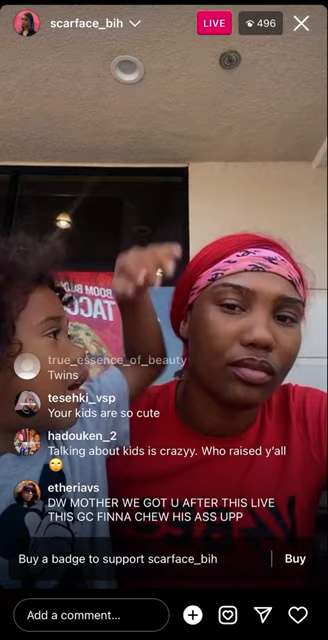 scarface_bih
LIVE
496
BOOM BU
TACO
true_essence_of_beauty
Twins
tesehki_vsp
Your kids are so cute
hadouken_2
Talking about kids is crazyy. Who raised y'all
🙄
etheriavs
DW MOTHER WE GOT U AFTER THIS LIVE
THIS GC FINNA CHEW HIS ASS UPP
Buy a badge to support scarface_bih
Buy
Add a comment...